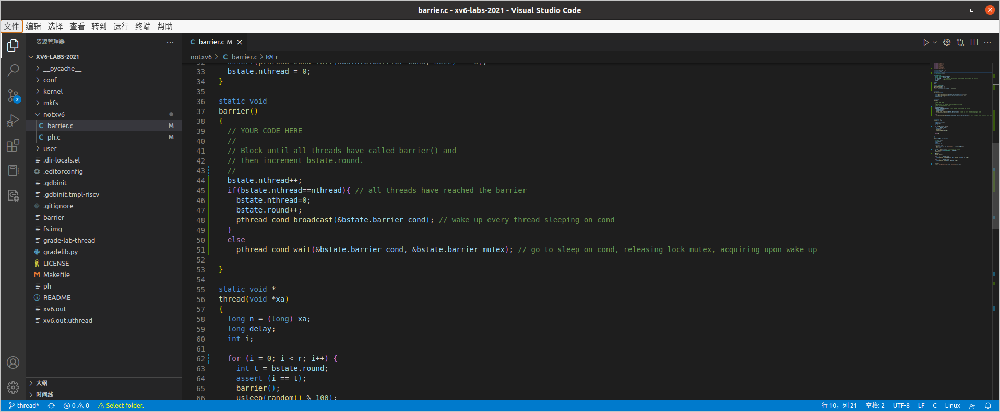 barrier.c - xv6-labs-2021 - Visual Studio Code
文件 编辑 选择 查看 转到 运行 终端 帮助
资源管理器
XV6-LABS-2021
__pycache__
conf
kernel
mkfs
notxv6
C barrier.c M
C ph.c M
user
.dir-locals.el
.editorconfig
.gdbinit
.gdbinit.tmpl-riscv
.gitignore
barrier
fs.img
grade-lab-thread
gradelib.py
LICENSE
Makefile
ph
README
xv6.out
xv6.out.uthread
大纲
时间线
2
C barrier.c M
notxv6 > C barrier.c > r
32 assert(pthread_cond_init(&bstate.barrier_cond, NULL) == 0);
33 bstate.nthread = 0;
34 }
35
36 static void
37 barrier()
38 {
39 // YOUR CODE HERE
40 //
41 // Block until all threads have called barrier() and
42 // then increment bstate.round.
43 //
44 bstate.nthread++;
45 if(bstate.nthread==nthread){ // all threads have reached the barrier
46 bstate.nthread=0;
47 bstate.round++;
48 pthread_cond_broadcast(&bstate.barrier_cond); // wake up every thread sleeping on cond
49 }
50 else
51 pthread_cond_wait(&bstate.barrier_cond, &bstate.barrier_mutex); // go to sleep on cond, releasing lock mutex, acquiring upon wake up
52
53 }
54
55 static void *
56 thread(void *xa)
57 {
58 long n = (long) xa;
59 long delay;
60 int i;
61
62 for (i = 0; i < r; i++) {
63 int t = bstate.round;
64 assert (i == t);
65 barrier();
66 usleep(random() % 100);
thread* 0 0 Select folder. 行 10，列 21 空格: 2 UTF-8 LF C Linux